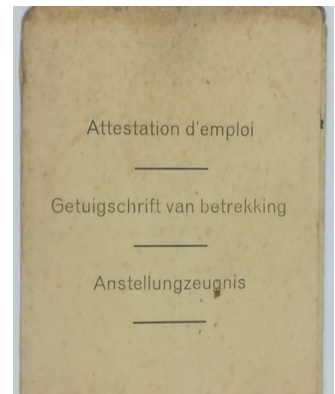 Attestation d'emploi
Getuigschrift van betrekking
Anstellungzeugnis